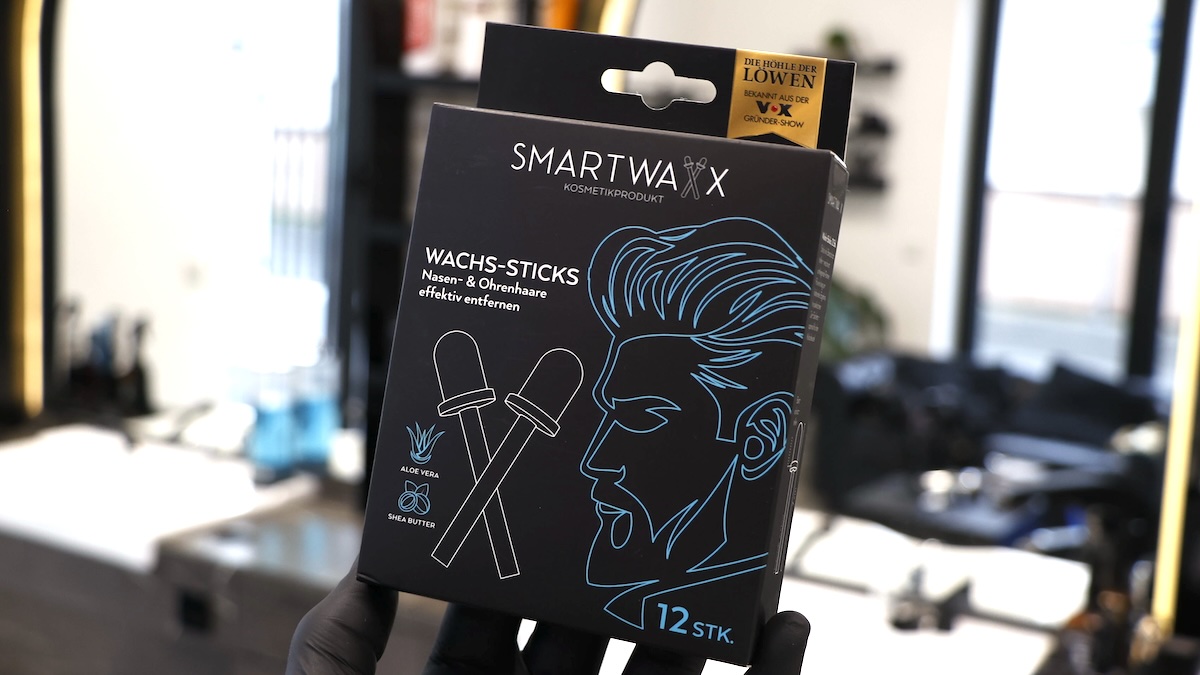 DIE HÖHLE DER
LÖWEN
BEKANNT AUS DER
VOX
GRÜNDER-SHOW
SMARTWAXX
KOSMETIKPRODUKT
WACHS-STICKS
Nasen- & Ohrenhaare
effektiv entfernen
ALOE VERA
SHEA BUTTER
12 STK.